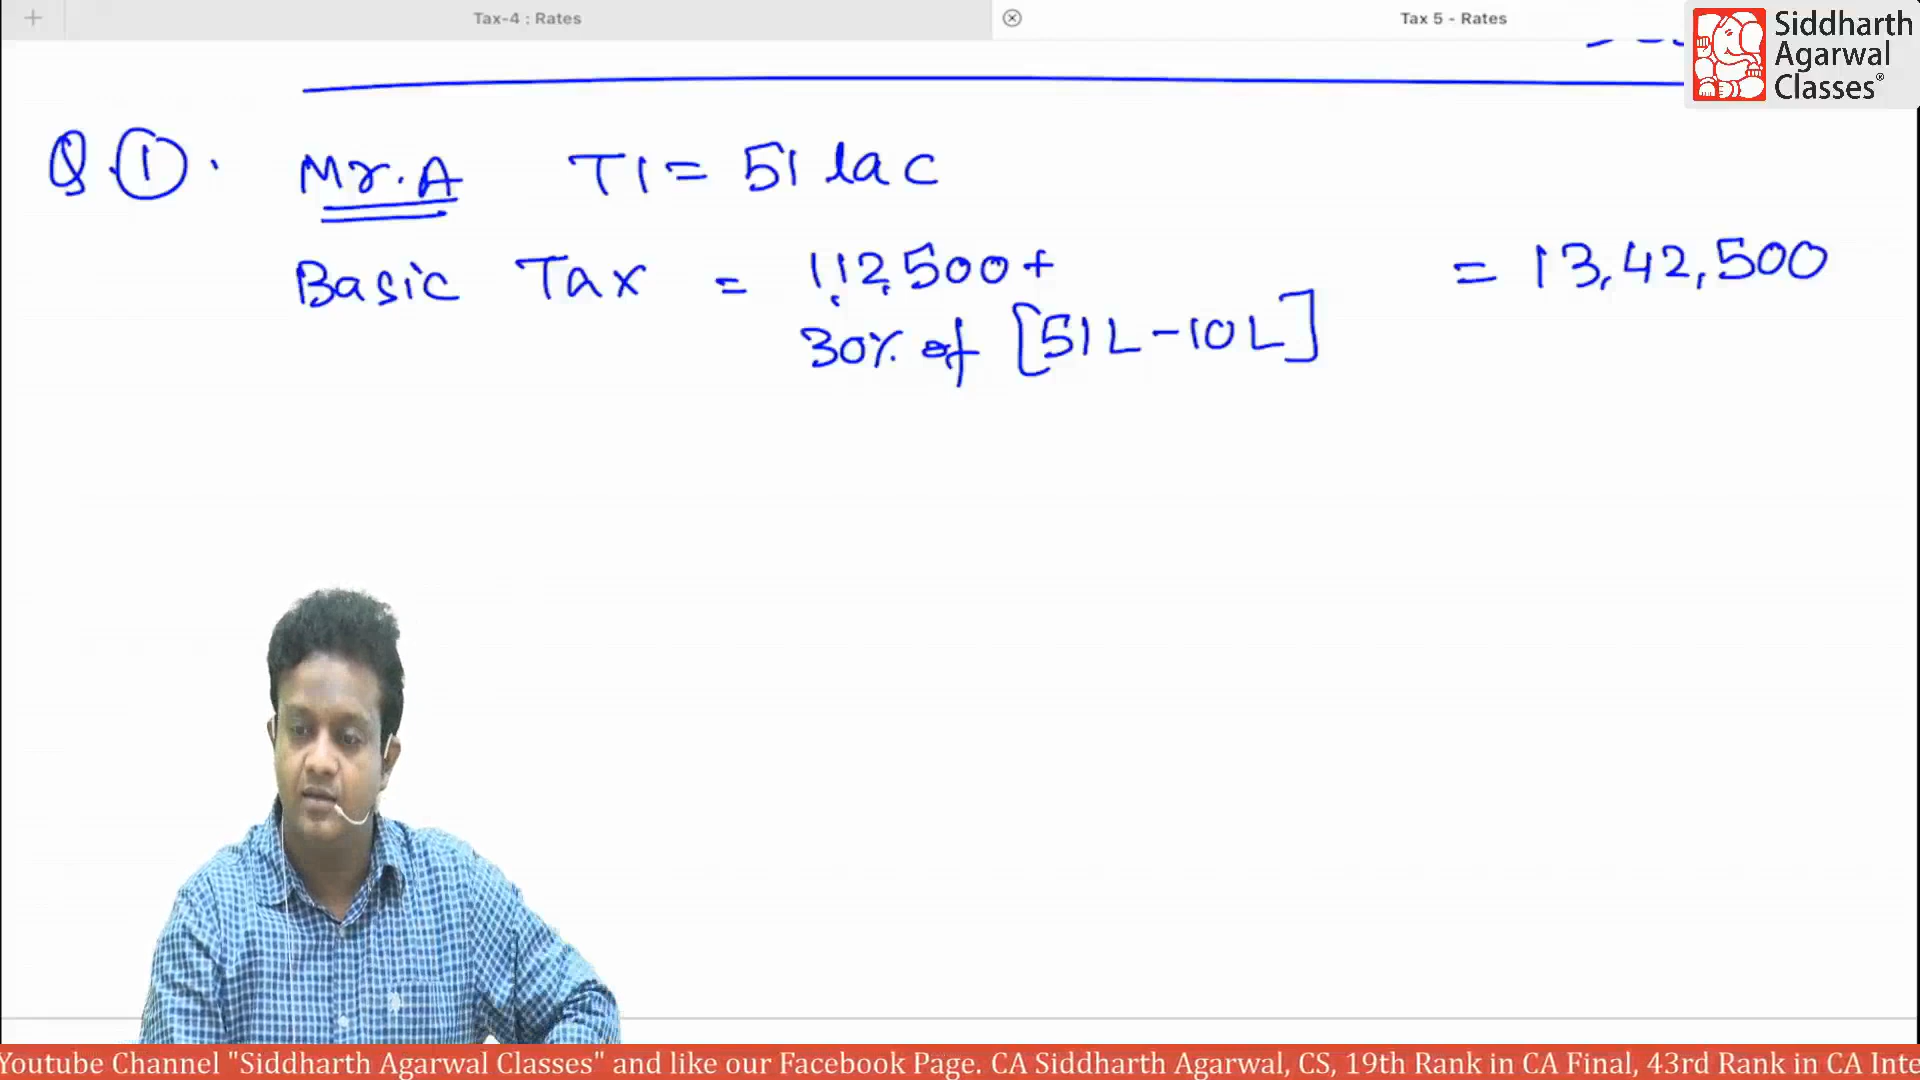 Tax-4 : Rates
Tax 5 - Rates
Siddharth
Agarwal
Classes®
Q.① . Mr.A TI = 51 lac
Basic Tax = 1,12,500+ = 13,42,500
30% of [51L-10L]
Youtube Channel "Siddharth Agarwal Classes" and like our Facebook Page. CA Siddharth Agarwal, CS, 19th Rank in CA Final, 43rd Rank in CA Inte